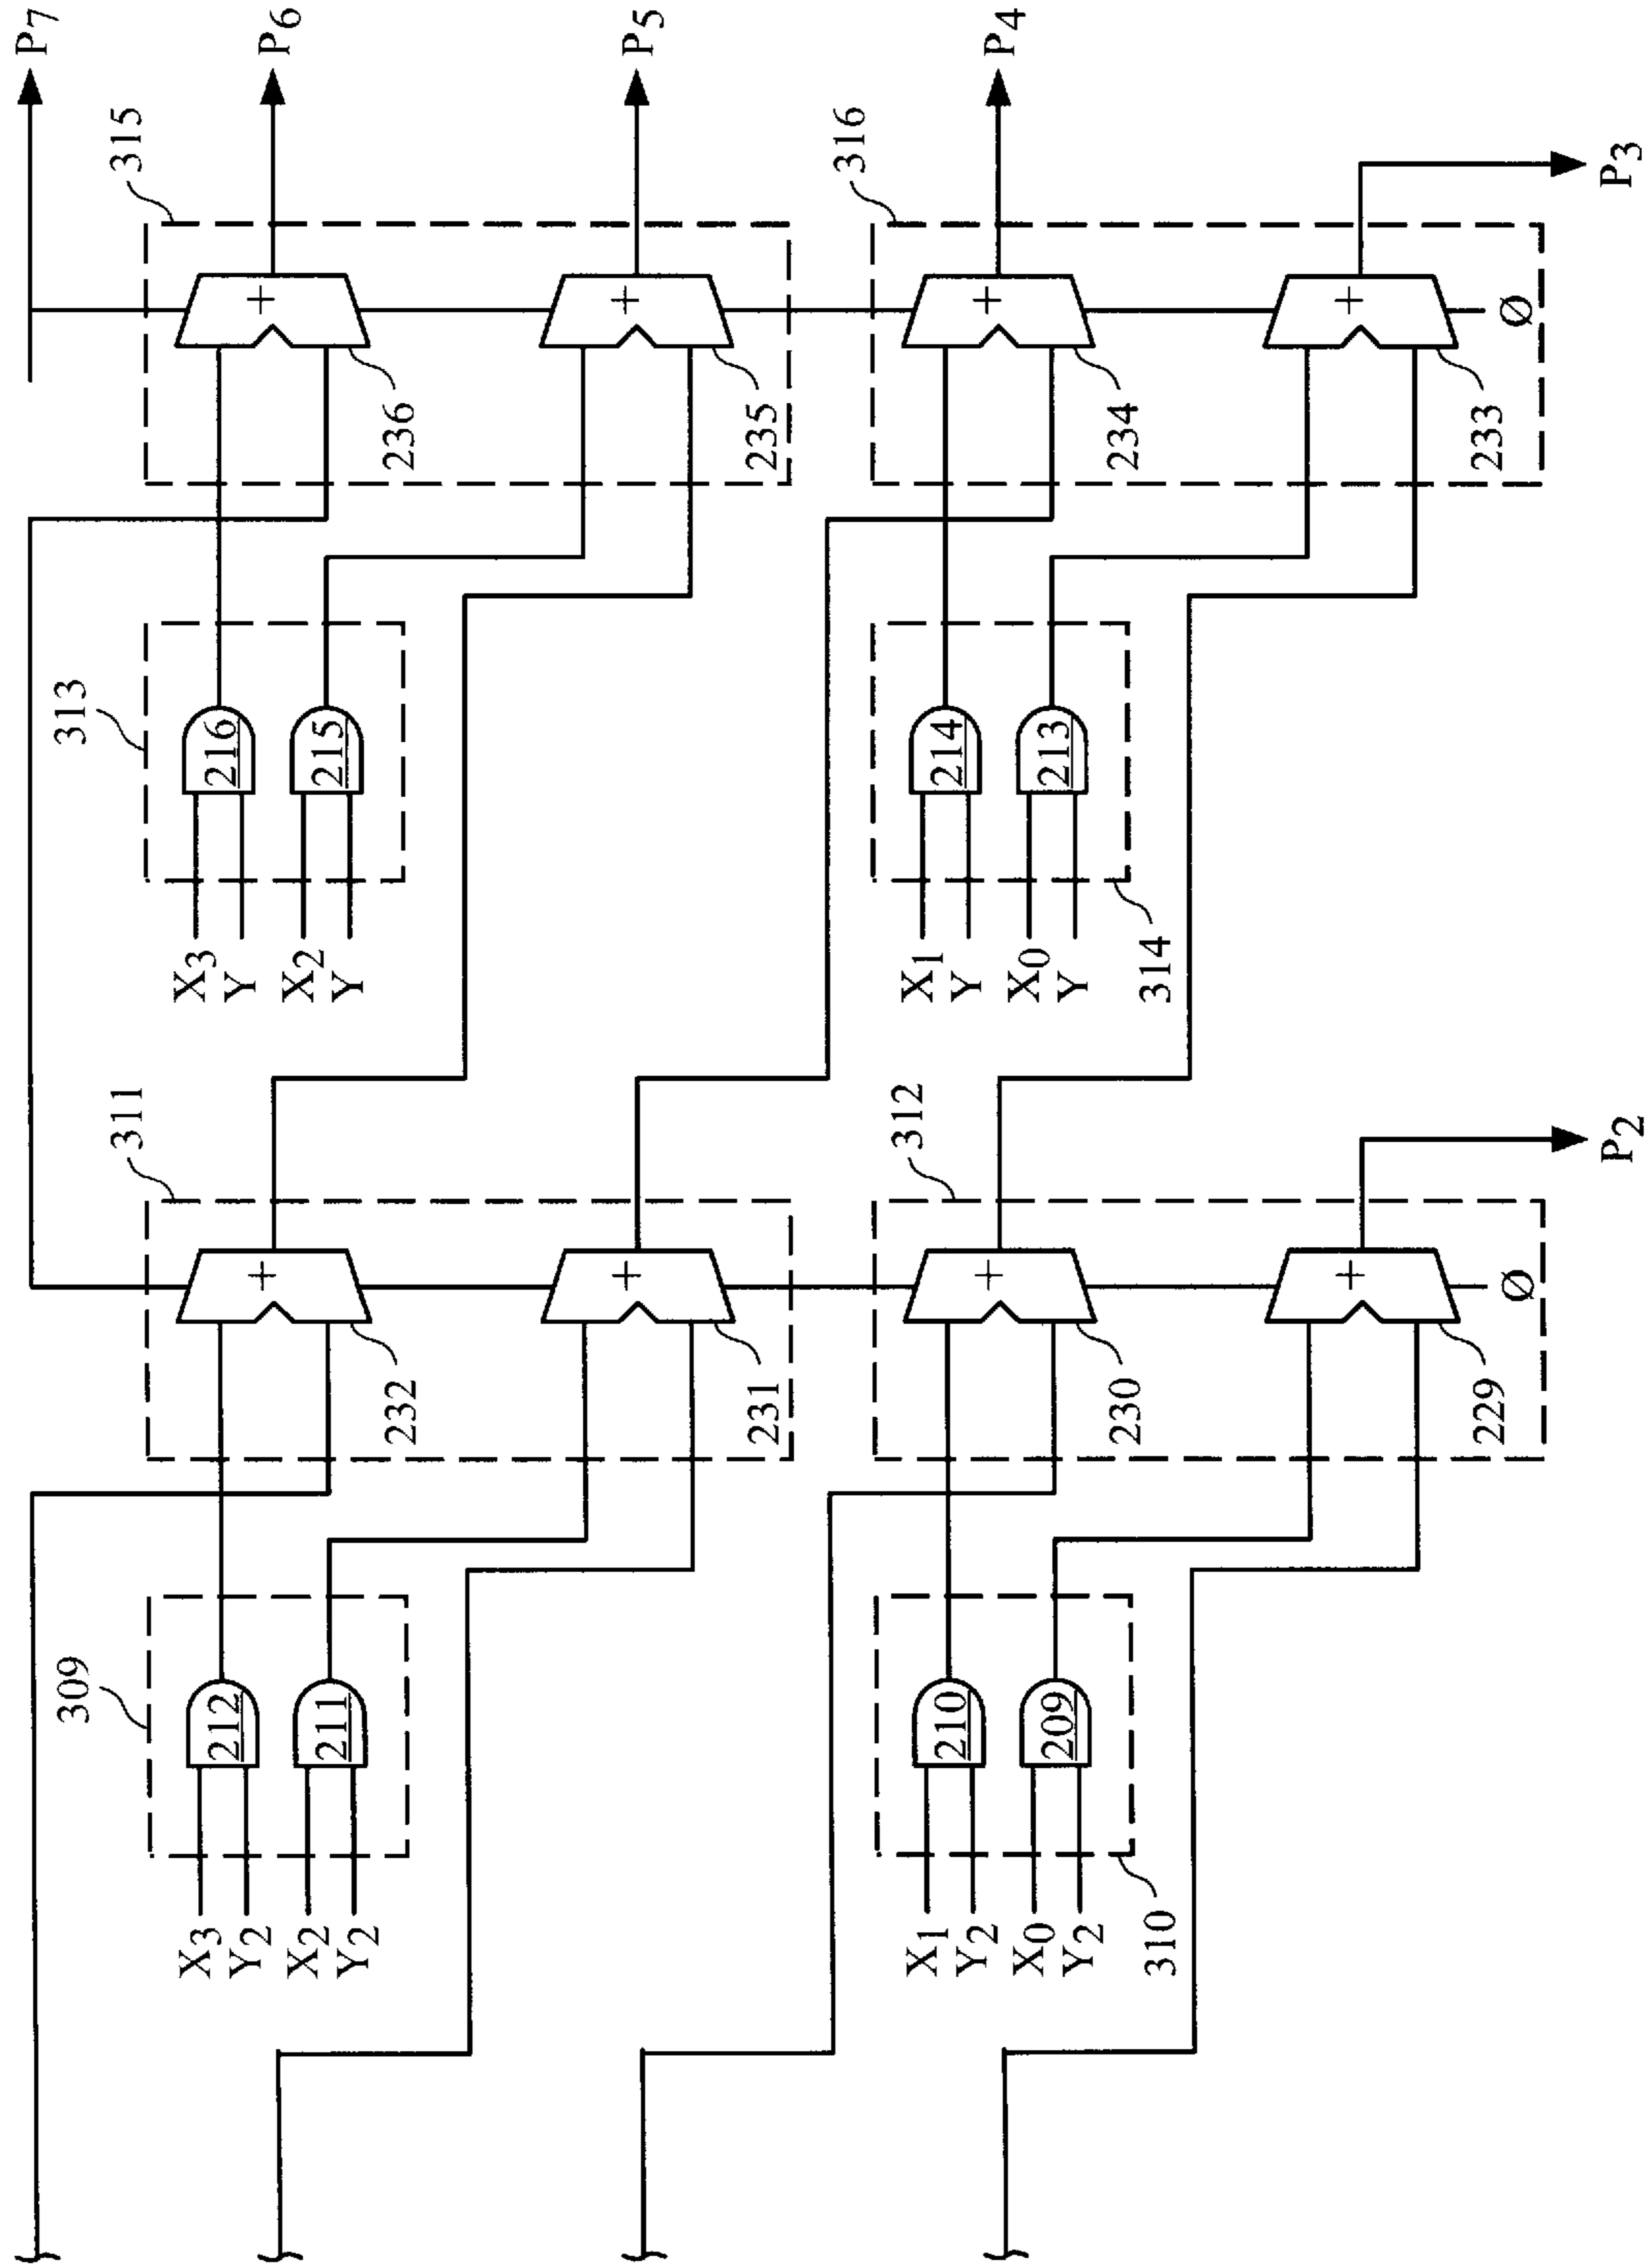 P7
P6
P5
P4
P3
315
316
+
+
+
+
Ø
236
235
234
233
313
216
215
214
213
X3
Y
X2
Y
X1
Y
X0
Y
314
311
312
P2
+
+
+
+
Ø
232
231
230
229
309
212
211
210
209
X3
Y2
X2
Y2
X1
Y2
X0
Y2
310